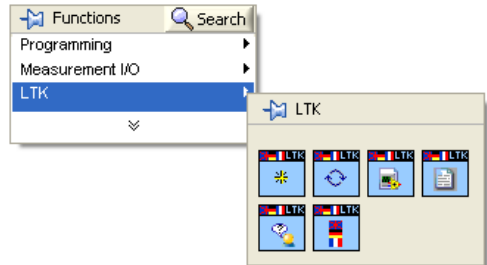 Functions
Search
Programming
Measurement I/O
LTK
LTK
LTK LTK LTK LTK
LTK LTK